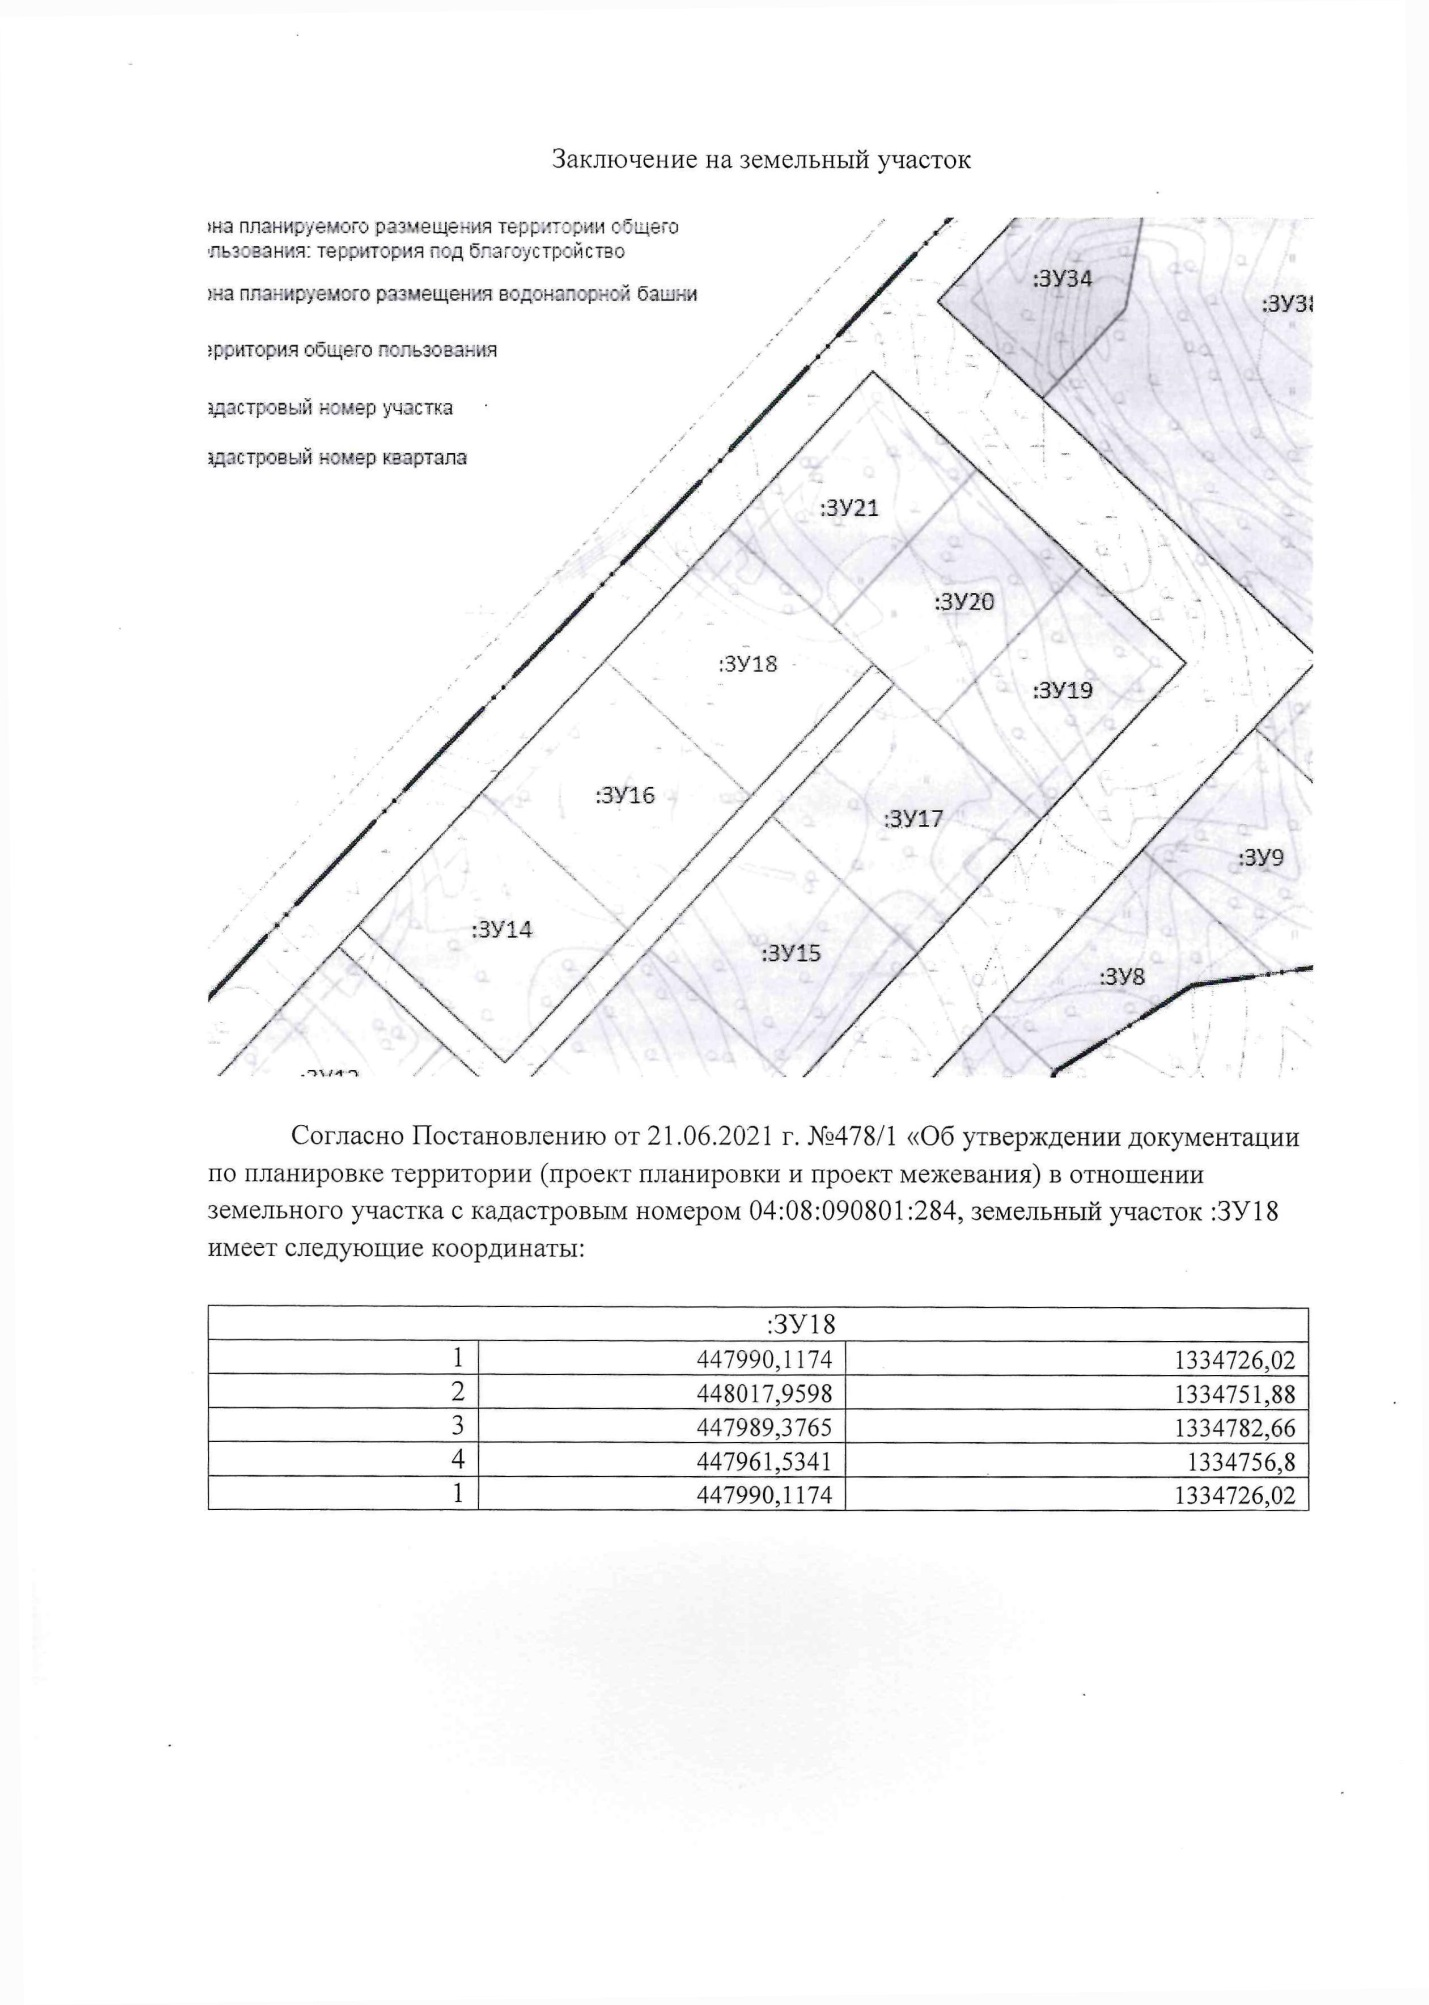 Заключение на земельный участок
на планируемого размещения территории общего
льзования: территория под благоустройство
на планируемого размещения водонапорной башни
рритория общего пользования
адастровый номер участка
адастровый номер квартала
:ЗУ34
:ЗУ38
:ЗУ21
:ЗУ20
:ЗУ18
:ЗУ19
:ЗУ16
:ЗУ17
:ЗУ9
:ЗУ14
:ЗУ15
:ЗУ8
Согласно Постановлению от 21.06.2021 г. №478/1 «Об утверждении документации
по планировке территории (проект планировки и проект межевания) в отношении
земельного участка с кадастровым номером 04:08:090801:284, земельный участок :ЗУ18
имеет следующие координаты:
:ЗУ18
1 447990,1174 1334726,02
2 448017,9598 1334751,88
3 447989,3765 1334782,66
4 447961,5341 1334756,8
1 447990,1174 1334726,02